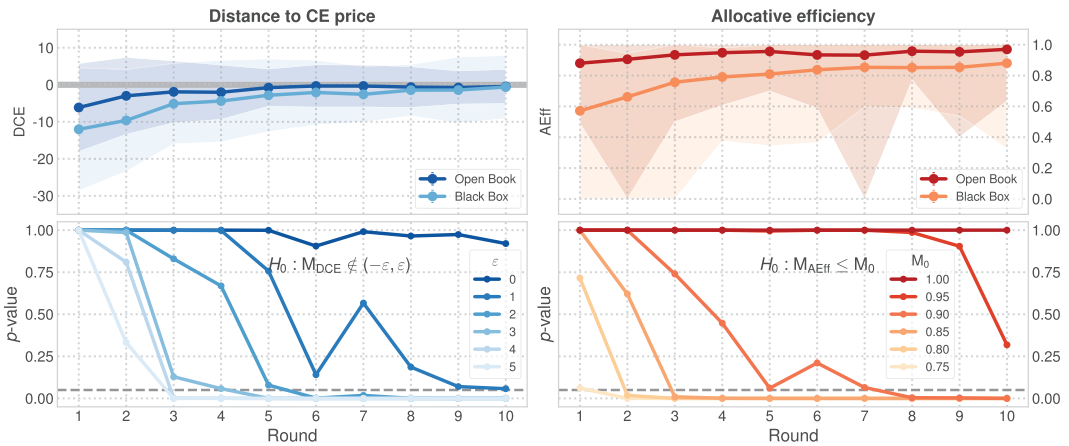 Distance to CE price
10
0
-10
-20
-30
DCE
Open Book
Black Box
Allocative efficiency
AEff
1.0
0.8
0.6
0.4
0.2
0.0
Open Book
Black Box
1.00
0.75
0.50
0.25
0.00
p-value
H₀ : M_DCE ∉ (−ε, ε)
ε
0
1
2
3
4
5
1 2 3 4 5 6 7 8 9 10
Round
p-value
H₀ : M_AEff ≤ M₀
M₀
1.00
0.95
0.90
0.85
0.80
0.75
1.00
0.75
0.50
0.25
0.00
1 2 3 4 5 6 7 8 9 10
Round